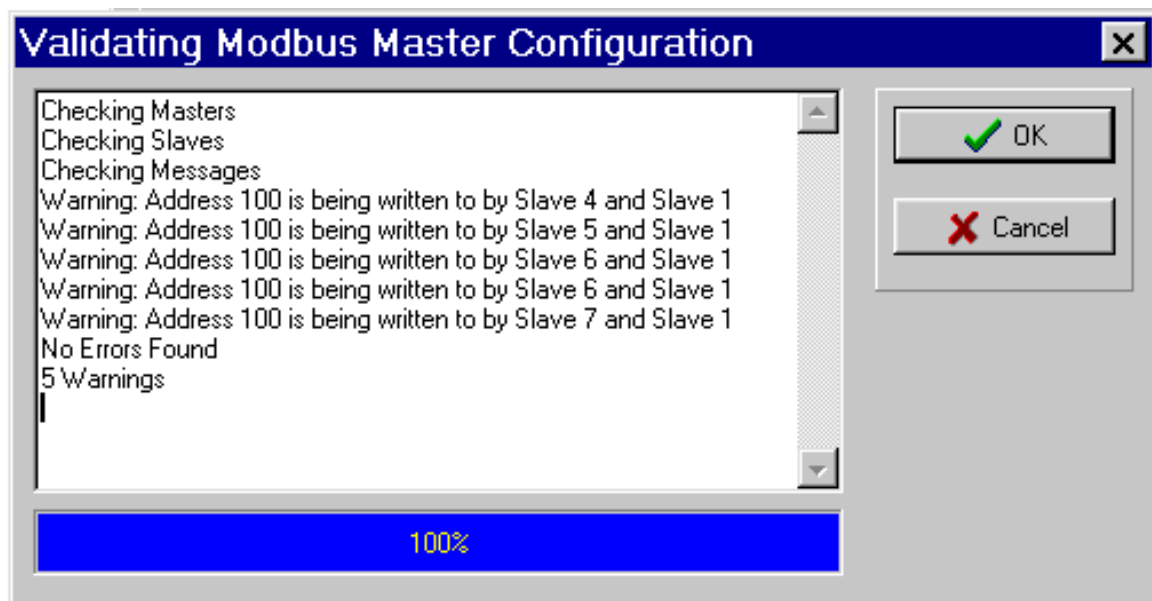 Validating Modbus Master Configuration
Checking Masters
Checking Slaves
Checking Messages
Warning: Address 100 is being written to by Slave 4 and Slave 1
Warning: Address 100 is being written to by Slave 5 and Slave 1
Warning: Address 100 is being written to by Slave 6 and Slave 1
Warning: Address 100 is being written to by Slave 6 and Slave 1
Warning: Address 100 is being written to by Slave 7 and Slave 1
No Errors Found
5 Warnings
100%
OK
Cancel